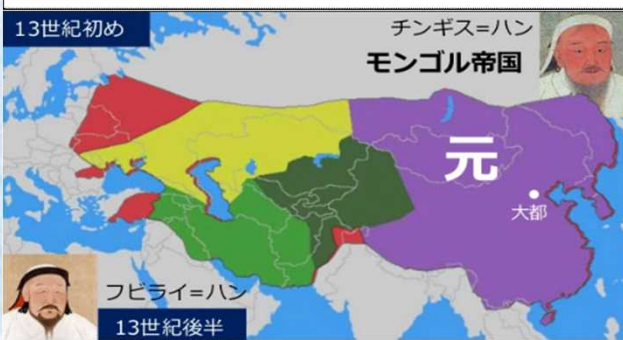 13世紀初め
チンギス=ハン
モンゴル帝国
元
大都
フビライ=ハン
13世紀後半